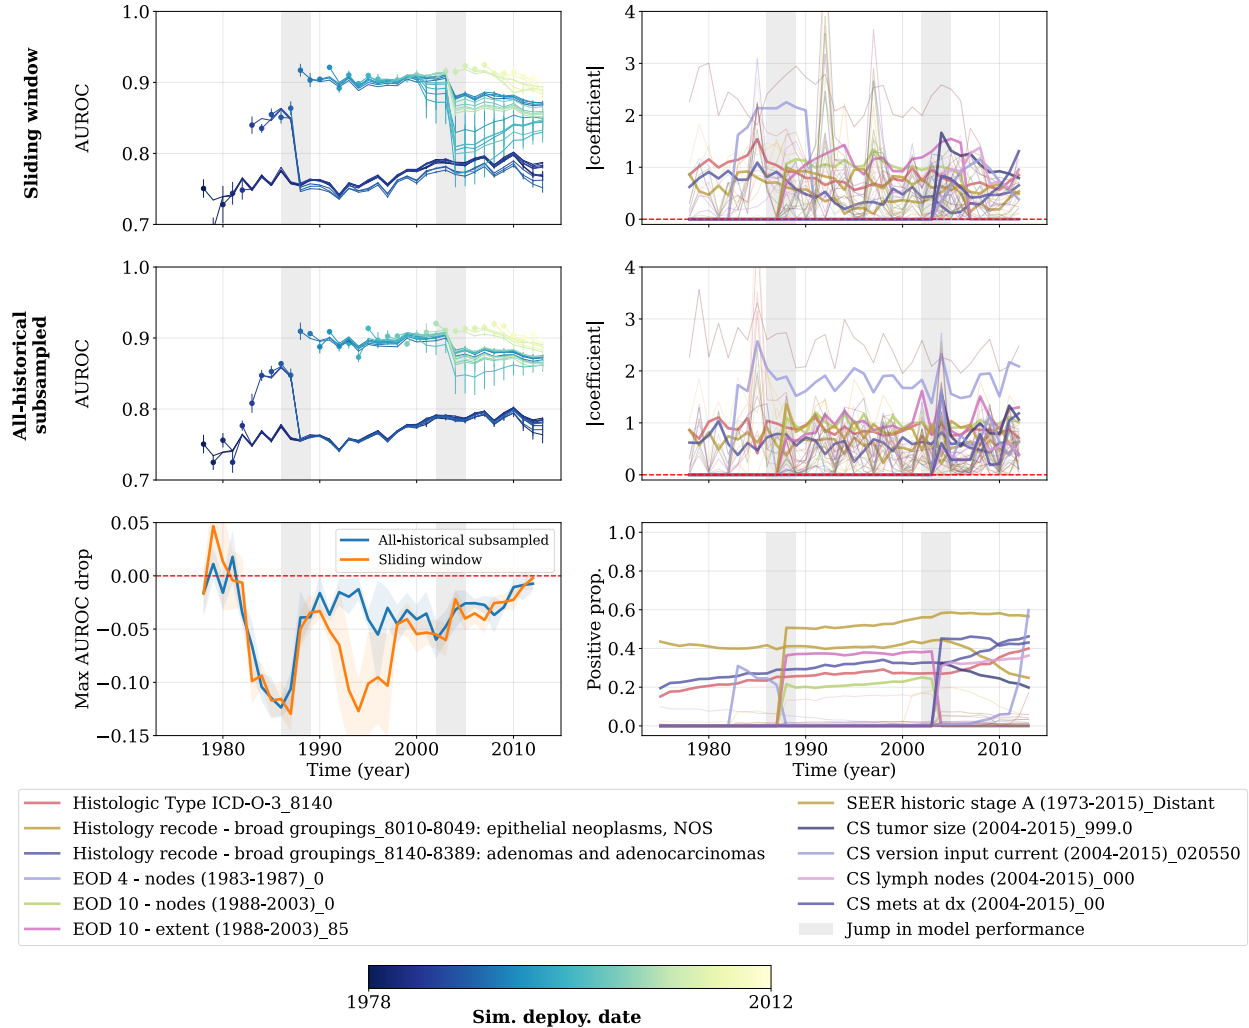 Sliding window
AUROC
1.0
0.9
0.8
0.7
|coefficient|
4
3
2
1
0
All-historical
subsampled
AUROC
1.0
0.9
0.8
0.7
|coefficient|
4
3
2
1
0
Max AUROC drop
0.05
0.00
−0.05
−0.10
−0.15
All-historical subsampled
Sliding window
1980 1990 2000 2010
Time (year)
Positive prop.
1.0
0.8
0.6
0.4
0.2
0.0
1980 1990 2000 2010
Time (year)
Histologic Type ICD-O-3_8140
Histology recode - broad groupings_8010-8049: epithelial neoplasms, NOS
Histology recode - broad groupings_8140-8389: adenomas and adenocarcinomas
EOD 4 - nodes (1983-1987)_0
EOD 10 - nodes (1988-2003)_0
EOD 10 - extent (1988-2003)_85
SEER historic stage A (1973-2015)_Distant
CS tumor size (2004-2015)_999.0
CS version input current (2004-2015)_020550
CS lymph nodes (2004-2015)_000
CS mets at dx (2004-2015)_00
Jump in model performance
1978 2012
Sim. deploy. date